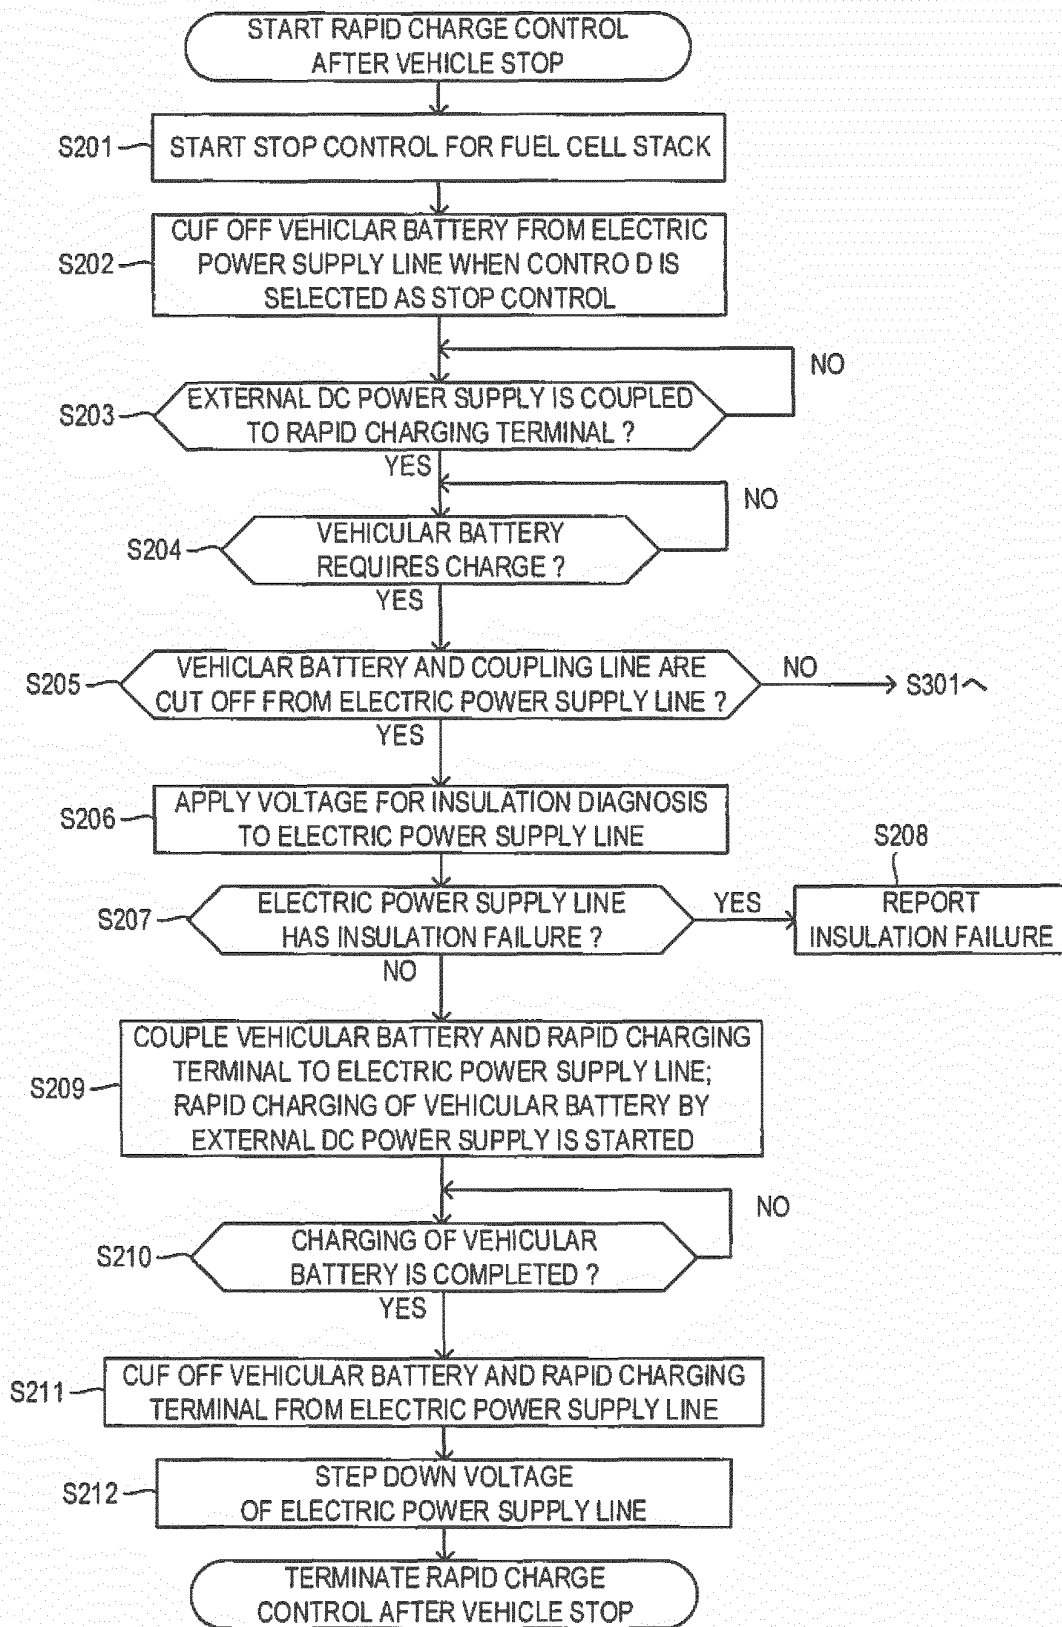 START RAPID CHARGE CONTROL
AFTER VEHICLE STOP
S201
START STOP CONTROL FOR FUEL CELL STACK
S202
CUF OFF VEHICLAR BATTERY FROM ELECTRIC
POWER SUPPLY LINE WHEN CONTRO D IS
SELECTED AS STOP CONTROL
NO
S203
EXTERNAL DC POWER SUPPLY IS COUPLED
TO RAPID CHARGING TERMINAL ?
YES
NO
S204
VEHICULAR BATTERY
REQUIRES CHARGE ?
YES
S205
VEHICLAR BATTERY AND COUPLING LINE ARE
CUT OFF FROM ELECTRIC POWER SUPPLY LINE ?
NO
S301~
YES
S206
APPLY VOLTAGE FOR INSULATION DIAGNOSIS
TO ELECTRIC POWER SUPPLY LINE
S208
S207
ELECTRIC POWER SUPPLY LINE
HAS INSULATION FAILURE ?
YES
REPORT
INSULATION FAILURE
NO
S209
COUPLE VEHICULAR BATTERY AND RAPID CHARGING
TERMINAL TO ELECTRIC POWER SUPPLY LINE;
RAPID CHARGING OF VEHICULAR BATTERY BY
EXTERNAL DC POWER SUPPLY IS STARTED
NO
S210
CHARGING OF VEHICULAR
BATTERY IS COMPLETED ?
YES
S211
CUF OFF VEHICULAR BATTERY AND RAPID CHARGING
TERMINAL FROM ELECTRIC POWER SUPPLY LINE
S212
STEP DOWN VOLTAGE
OF ELECTRIC POWER SUPPLY LINE
TERMINATE RAPID CHARGE
CONTROL AFTER VEHICLE STOP